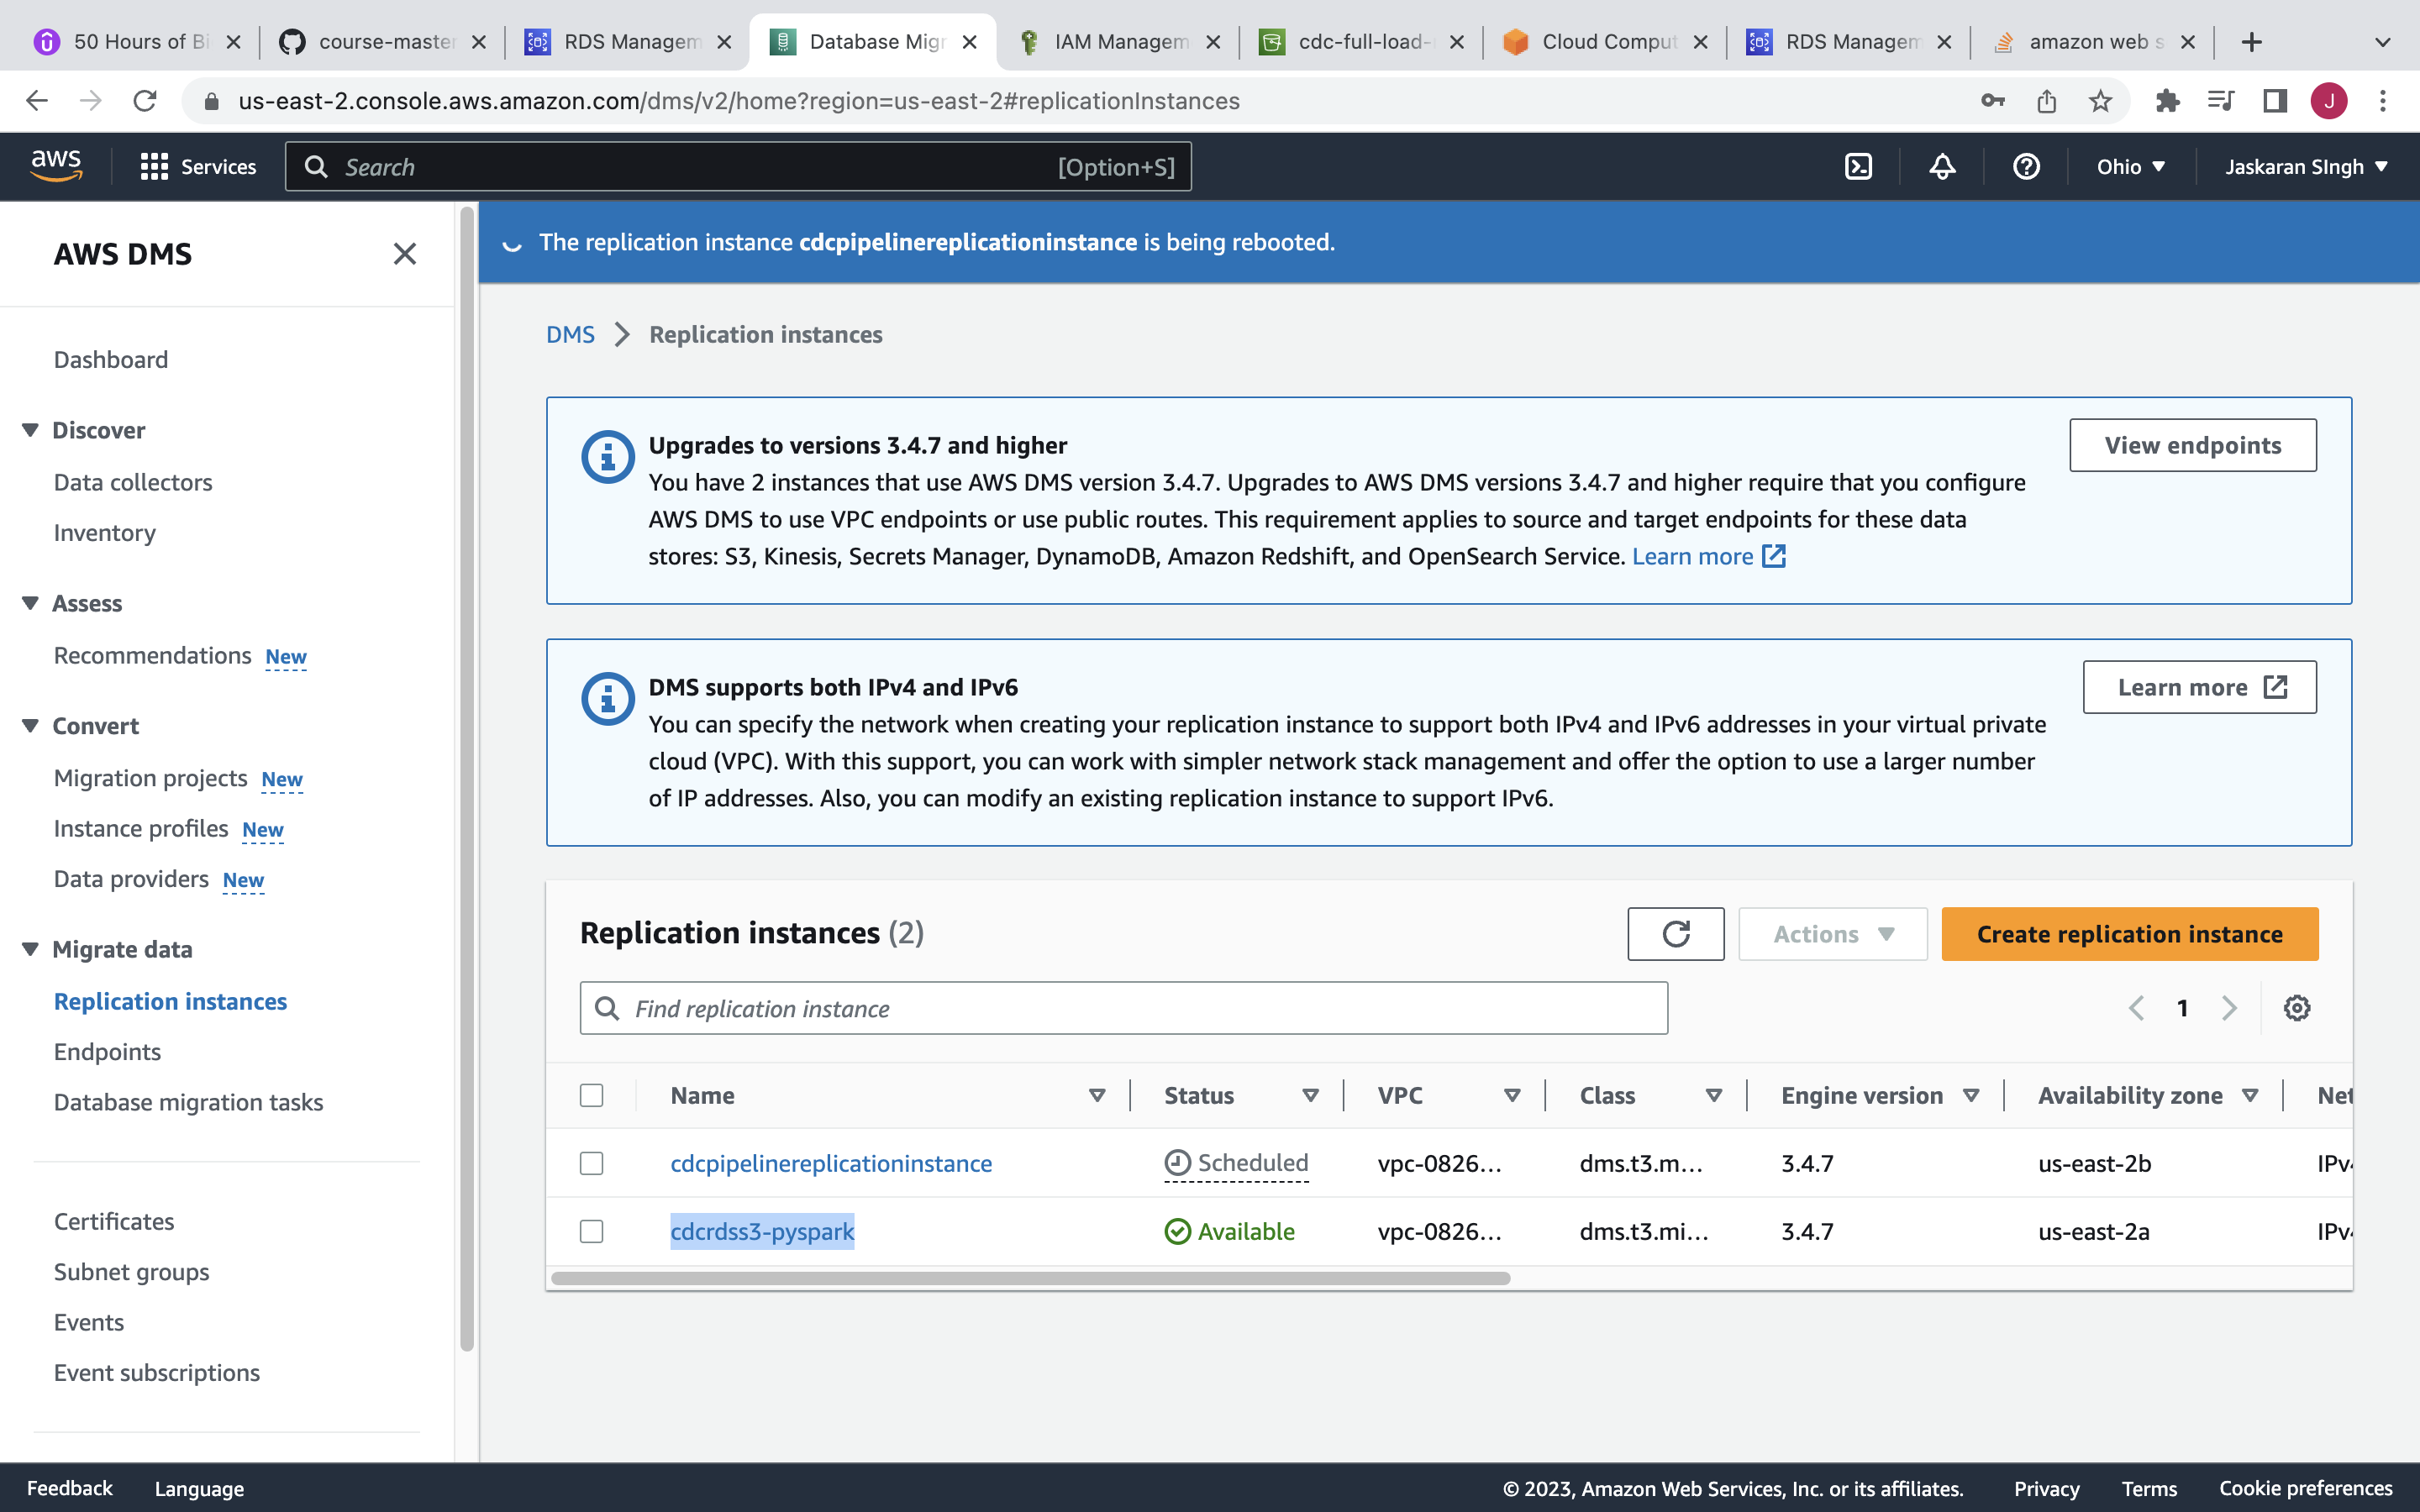 50 Hours of Bi
course-master
RDS Managem
Database Migr
IAM Managem
cdc-full-load-
Cloud Comput
RDS Managem
amazon web s
us-east-2.console.aws.amazon.com/dms/v2/home?region=us-east-2#replicationInstances
J
aws
Services
Search
[Option+S]
Ohio
Jaskaran SIngh
AWS DMS
Dashboard
Discover
Data collectors
Inventory
Assess
Recommendations New
Convert
Migration projects New
Instance profiles New
Data providers New
Migrate data
Replication instances
Endpoints
Database migration tasks
Certificates
Subnet groups
Events
Event subscriptions
The replication instance cdcpipelinereplicationinstance is being rebooted.
DMS > Replication instances
Upgrades to versions 3.4.7 and higher
You have 2 instances that use AWS DMS version 3.4.7. Upgrades to AWS DMS versions 3.4.7 and higher require that you configure
AWS DMS to use VPC endpoints or use public routes. This requirement applies to source and target endpoints for these data
stores: S3, Kinesis, Secrets Manager, DynamoDB, Amazon Redshift, and OpenSearch Service. Learn more
View endpoints
DMS supports both IPv4 and IPv6
You can specify the network when creating your replication instance to support both IPv4 and IPv6 addresses in your virtual private
cloud (VPC). With this support, you can work with simpler network stack management and offer the option to use a larger number
of IP addresses. Also, you can modify an existing replication instance to support IPv6.
Learn more
Replication instances (2)
Actions
Create replication instance
Find replication instance
1
Name Status VPC Class Engine version Availability zone Net
cdcpipelinereplicationinstance Scheduled vpc-0826... dms.t3.m... 3.4.7 us-east-2b IPv4
cdcrdss3-pyspark Available vpc-0826... dms.t3.mi... 3.4.7 us-east-2a IPv4
Feedback
Language
© 2023, Amazon Web Services, Inc. or its affiliates.
Privacy
Terms
Cookie preferences